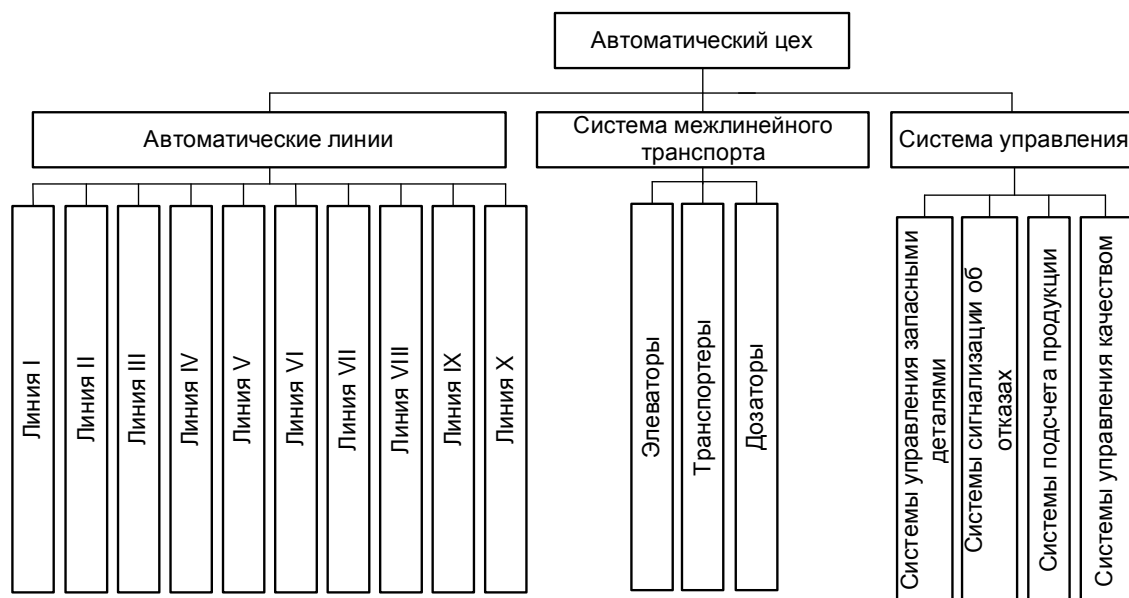 Автоматический цех
Автоматические линии
Система межлинейного
транспорта
Система управления
Линия I
Линия II
Линия III
Линия IV
Линия V
Линия VI
Линия VII
Линия VIII
Линия IX
Линия X
Элеваторы
Транспортеры
Дозаторы
Системы управления запасными
деталями
Системы сигнализации об
отказах
Системы подсчета продукции
Системы управления качеством